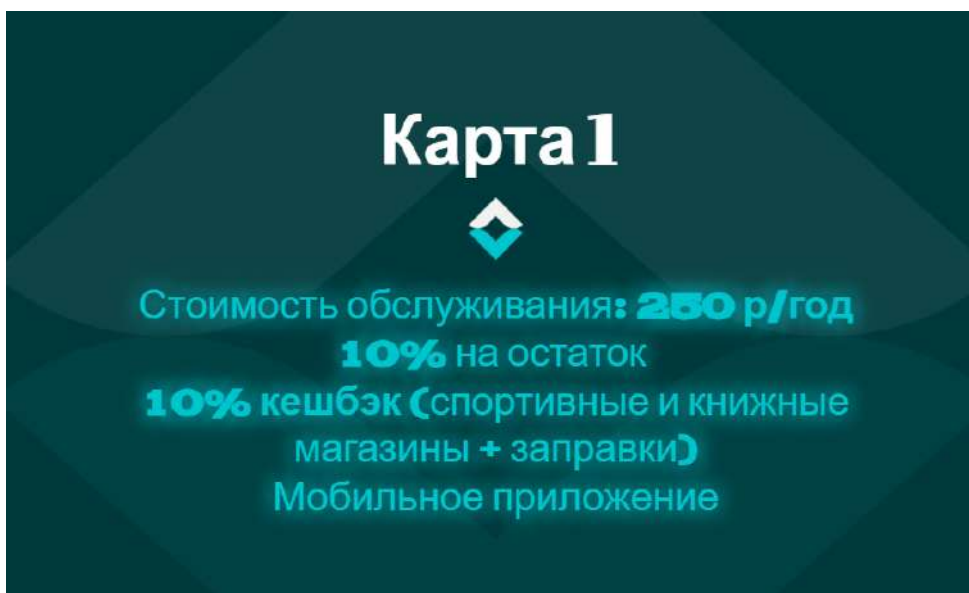 Карта 1
Стоимость обслуживания: 250 р/год
10% на остаток
10% кешбэк (спортивные и книжные
магазины + заправки)
Мобильное приложение